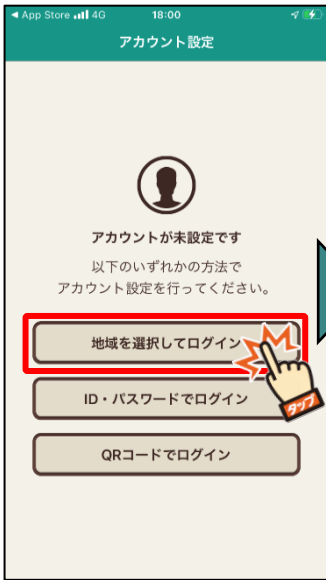 ◀ App Store 4G 18:00
アカウント設定
アカウントが未設定です
以下のいずれかの方法で
アカウント設定を行ってください。
地域を選択してログイン
タップ
ID・パスワードでログイン
QRコードでログイン